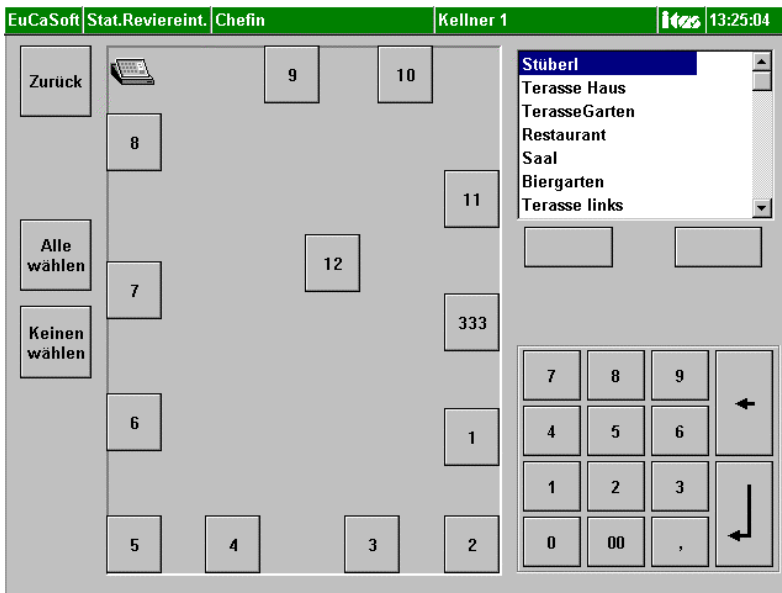 EuCaSoft Stat.Reviereint. Chefin Kellner 1 itas 13:25:04
Zurück
9 10
8
11
12
7
333
6
1
5 4 3 2
Alle
wählen
Keinen
wählen
Stüberl
Terasse Haus
TerasseGarten
Restaurant
Saal
Biergarten
Terasse links
7 8 9
4 5 6
1 2 3
0 00 ,